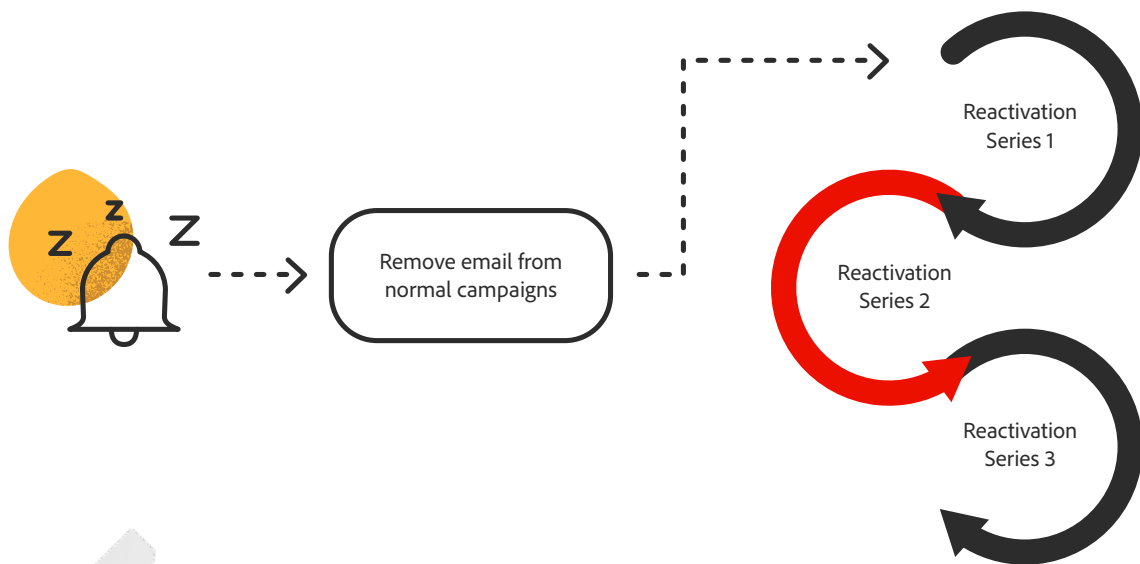 Reactivation
Series 1
z
z
z
Remove email from
normal campaigns
Reactivation
Series 2
Reactivation
Series 3